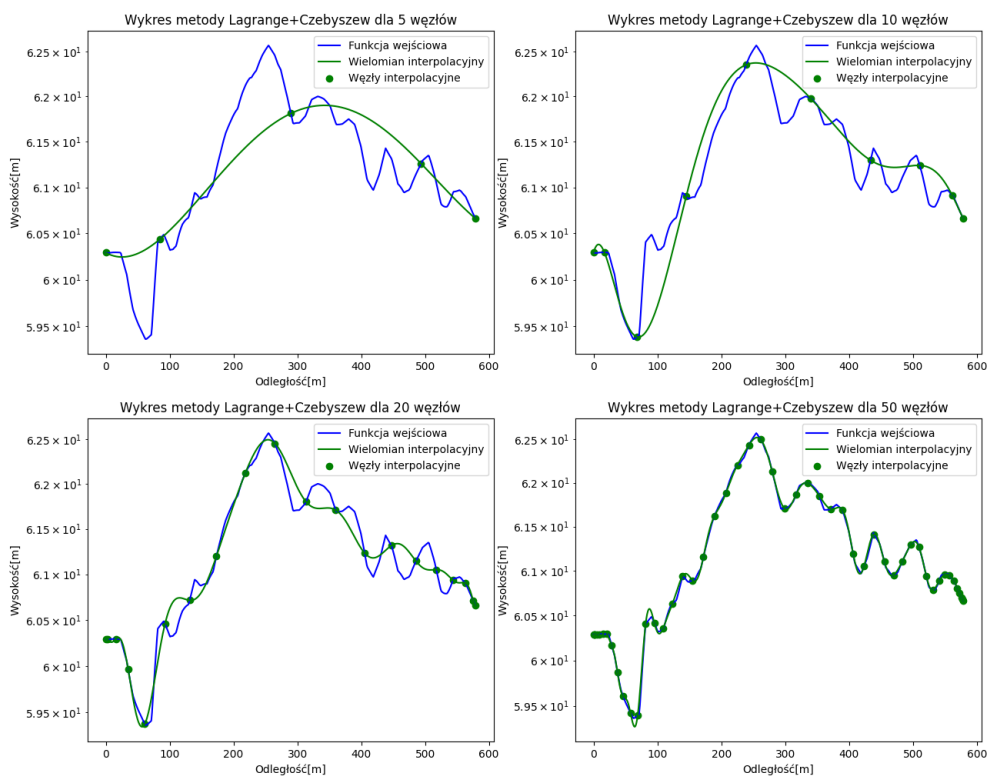 Wykres metody Lagrange+Czebyszew dla 5 węzłów
Funkcja wejściowa
Wielomian interpolacyjny
Węzły interpolacyjne
6.25 × 10¹
6.2 × 10¹
6.15 × 10¹
6.1 × 10¹
6.05 × 10¹
6 × 10¹
5.95 × 10¹
Wysokość[m]
0 100 200 300 400 500 600
Odległość[m]
Wykres metody Lagrange+Czebyszew dla 10 węzłów
Funkcja wejściowa
Wielomian interpolacyjny
Węzły interpolacyjne
6.25 × 10¹
6.2 × 10¹
6.15 × 10¹
6.1 × 10¹
6.05 × 10¹
6 × 10¹
5.95 × 10¹
Wysokość[m]
0 100 200 300 400 500 600
Odległość[m]
Wykres metody Lagrange+Czebyszew dla 20 węzłów
Funkcja wejściowa
Wielomian interpolacyjny
Węzły interpolacyjne
6.25 × 10¹
6.2 × 10¹
6.15 × 10¹
6.1 × 10¹
6.05 × 10¹
6 × 10¹
5.95 × 10¹
Wysokość[m]
0 100 200 300 400 500 600
Odległość[m]
Wykres metody Lagrange+Czebyszew dla 50 węzłów
Funkcja wejściowa
Wielomian interpolacyjny
Węzły interpolacyjne
6.25 × 10¹
6.2 × 10¹
6.15 × 10¹
6.1 × 10¹
6.05 × 10¹
6 × 10¹
5.95 × 10¹
Wysokość[m]
0 100 200 300 400 500 600
Odległość[m]